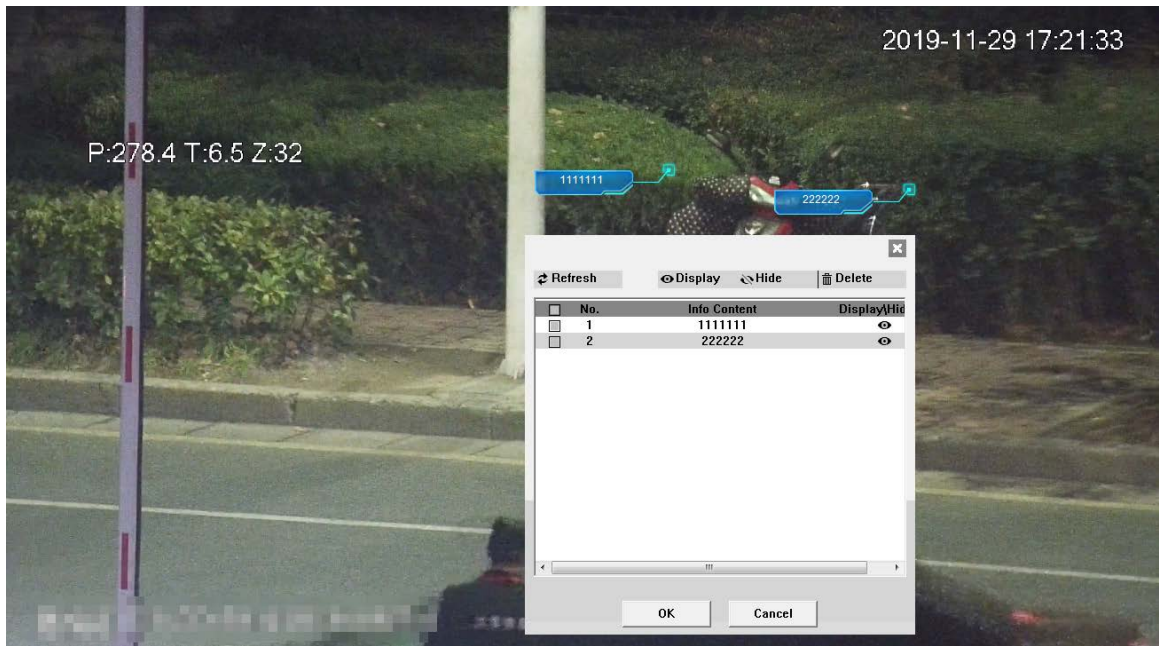 2019-11-29 17:21:33
P:278.4 T:6.5 Z:32
1111111
222222
Refresh Display Hide Delete
No. Info Content Display\Hid
1 1111111
2 222222
OK Cancel